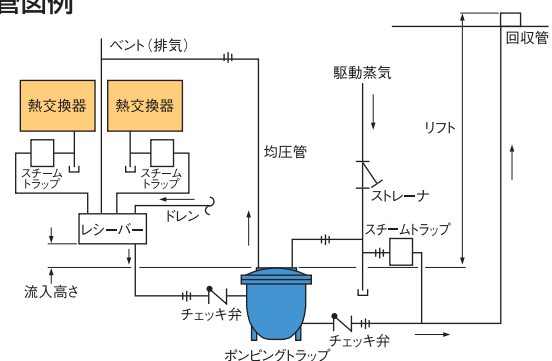 管図例
ベント(排気)
回収管
駆動蒸気
熱交換器
熱交換器
リフト
均圧管
スチーム
トラップ
スチーム
トラップ
ストレーナ
ドレン
レシーバー
スチームトラップ
流入高さ
チェッキ弁
チェッキ弁
ポンピングトラップ